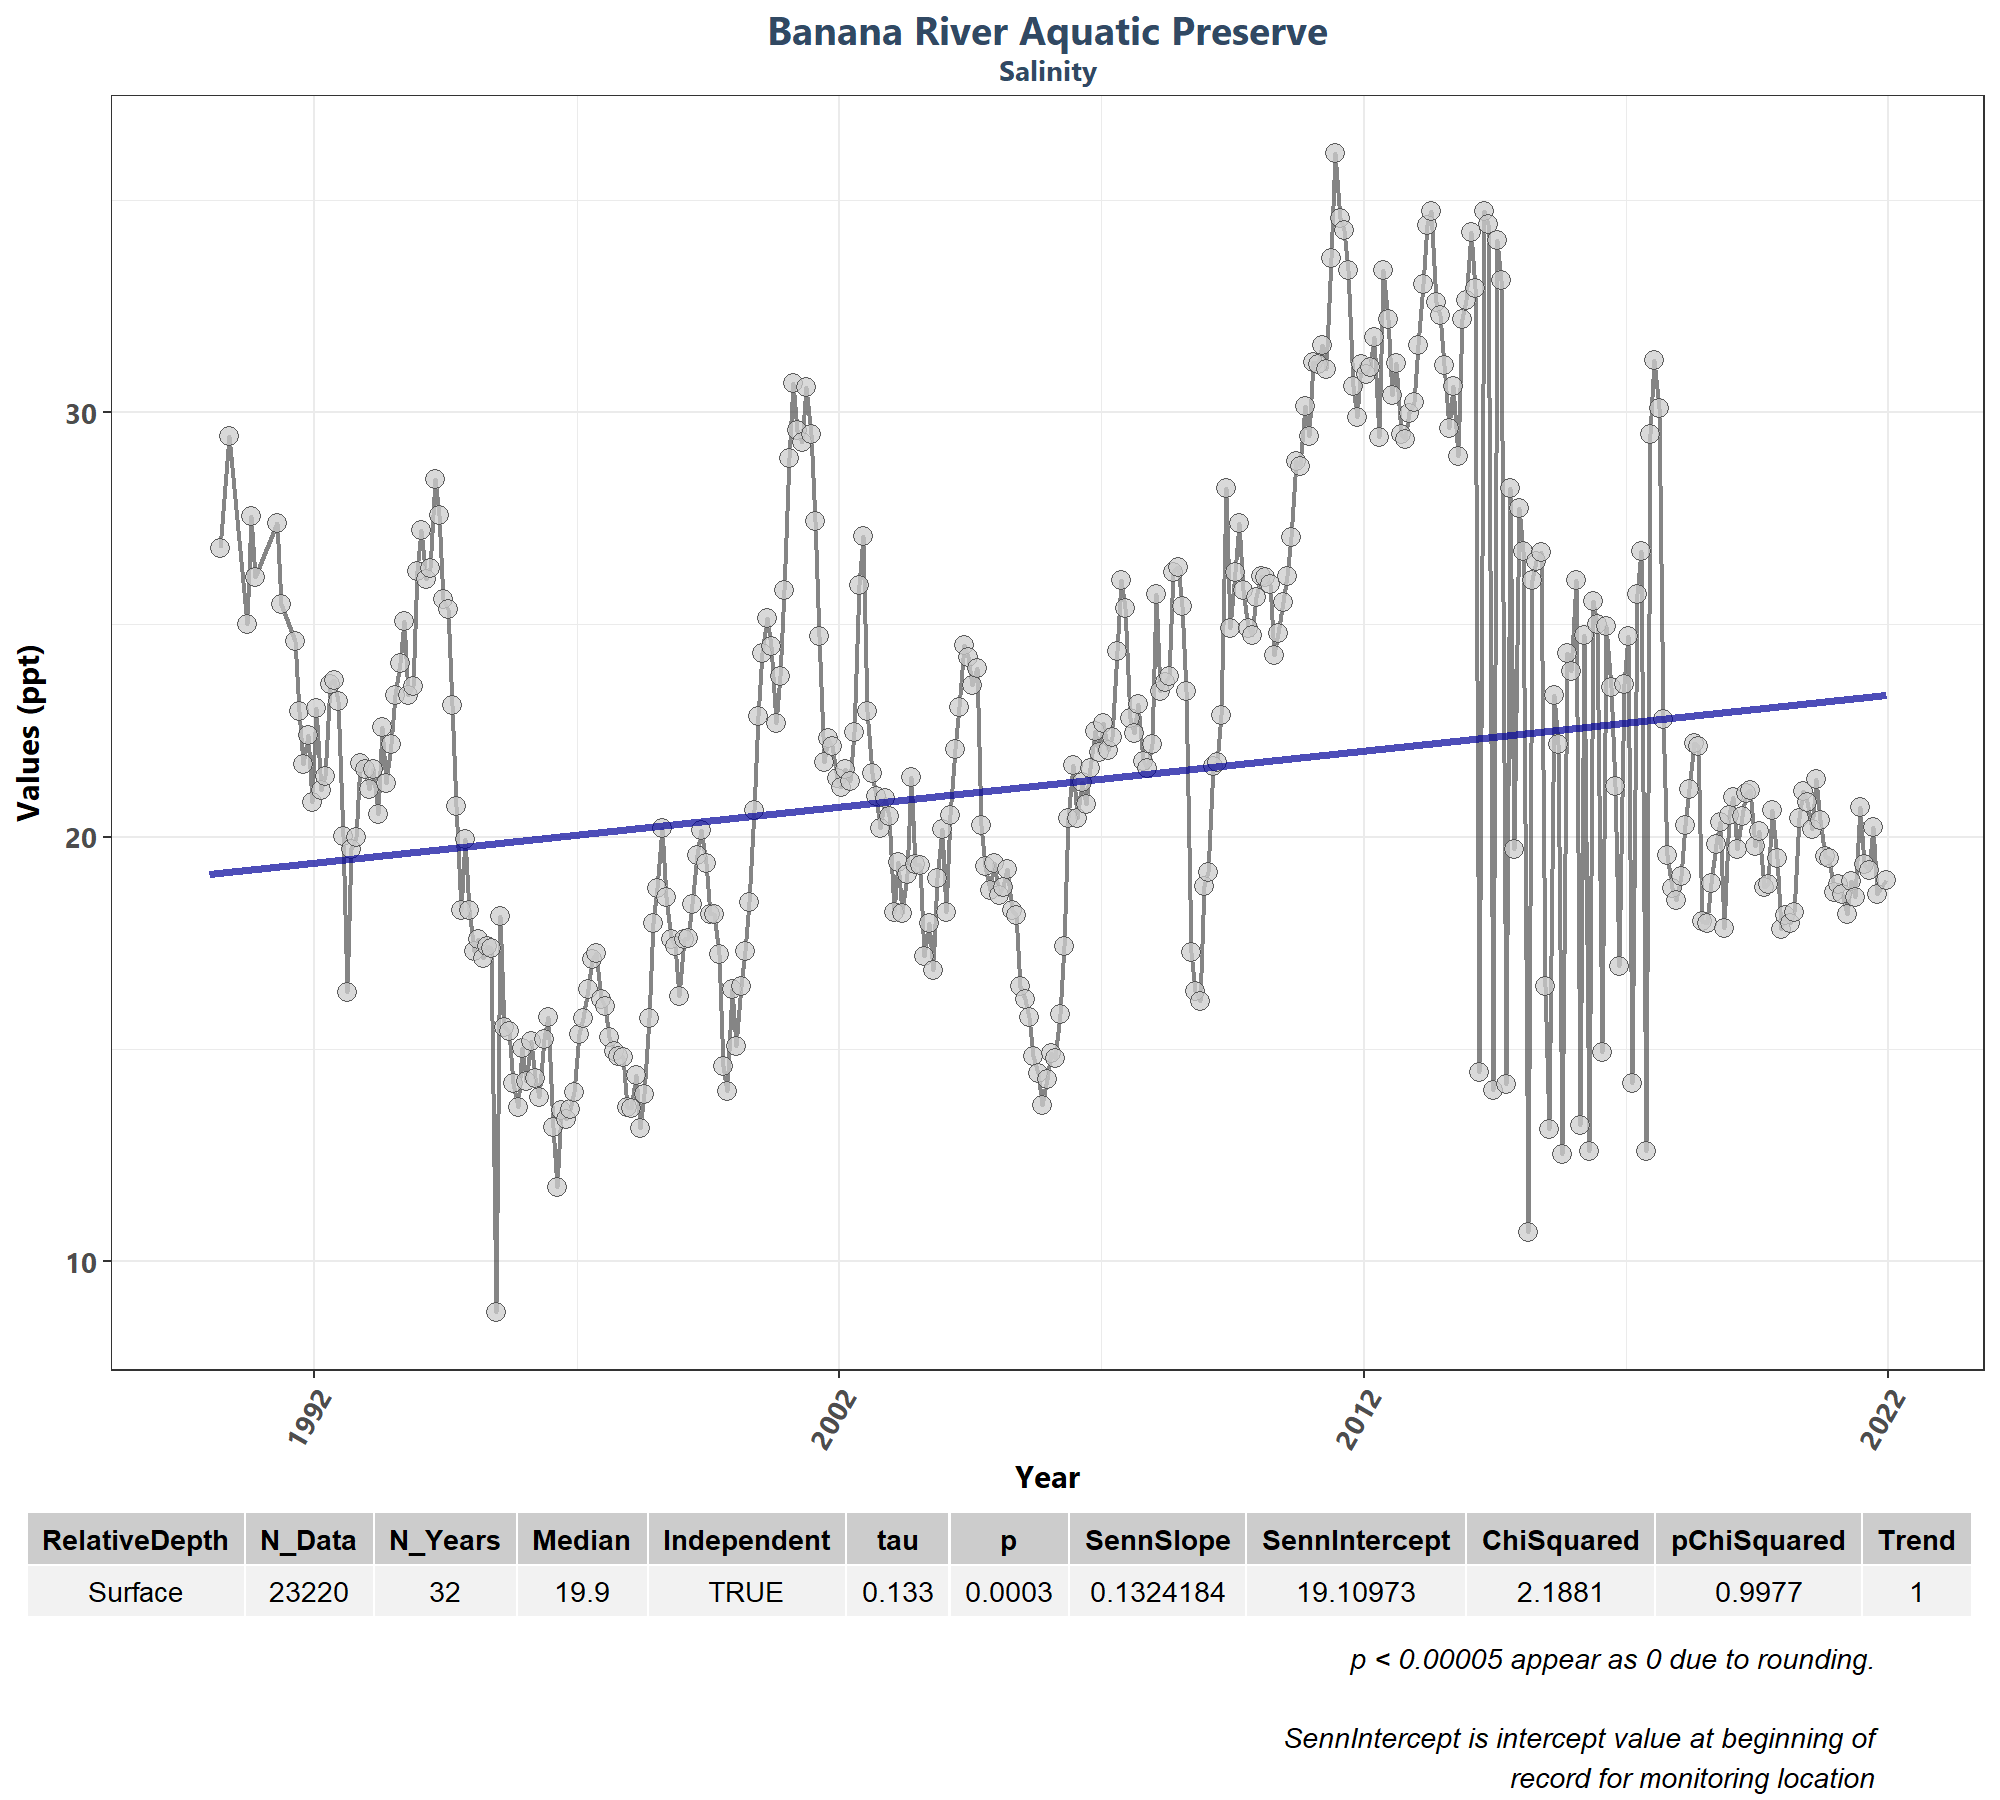 Banana River Aquatic Preserve
Salinity
Values (ppt)
30
20
10
1992
2002
2012
2022
Year
RelativeDepth N_Data N_Years Median Independent tau p SennSlope SennIntercept ChiSquared pChiSquared Trend
Surface 23220 32 19.9 TRUE 0.133 0.0003 0.1324184 19.10973 2.1881 0.9977 1
p < 0.00005 appear as 0 due to rounding.
SennIntercept is intercept value at beginning of
record for monitoring location